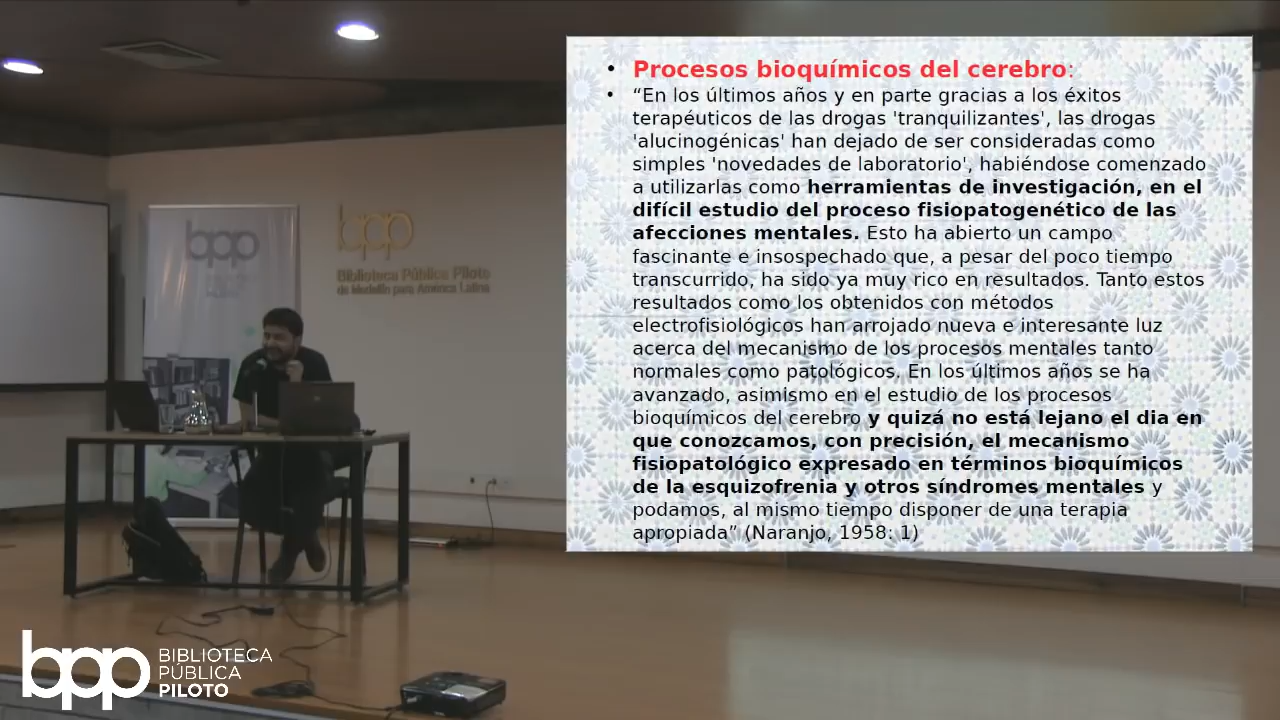 • Procesos bioquímicos del cerebro:
• “En los últimos años y en parte gracias a los éxitos
terapéuticos de las drogas 'tranquilizantes', las drogas
'alucinogénicas' han dejado de ser consideradas como
simples 'novedades de laboratorio', habiéndose comenzado
a utilizarlas como herramientas de investigación, en el
difícil estudio del proceso fisiopatogenético de las
afecciones mentales. Esto ha abierto un campo
fascinante e insospechado que, a pesar del poco tiempo
transcurrido, ha sido ya muy rico en resultados. Tanto estos
resultados como los obtenidos con métodos
electrofisiológicos han arrojado nueva e interesante luz
acerca del mecanismo de los procesos mentales tanto
normales como patológicos. En los últimos años se ha
avanzado, asimismo en el estudio de los procesos
bioquímicos del cerebro y quizá no está lejano el dia en
que conozcamos, con precisión, el mecanismo
fisiopatológico expresado en términos bioquímicos
de la esquizofrenia y otros síndromes mentales y
podamos, al mismo tiempo disponer de una terapia
apropiada” (Naranjo, 1958: 1)
bpp
bpp
Biblioteca Pública Piloto
de Medellín para América Latina
bpp
BIBLIOTECA
PÚBLICA
PILOTO